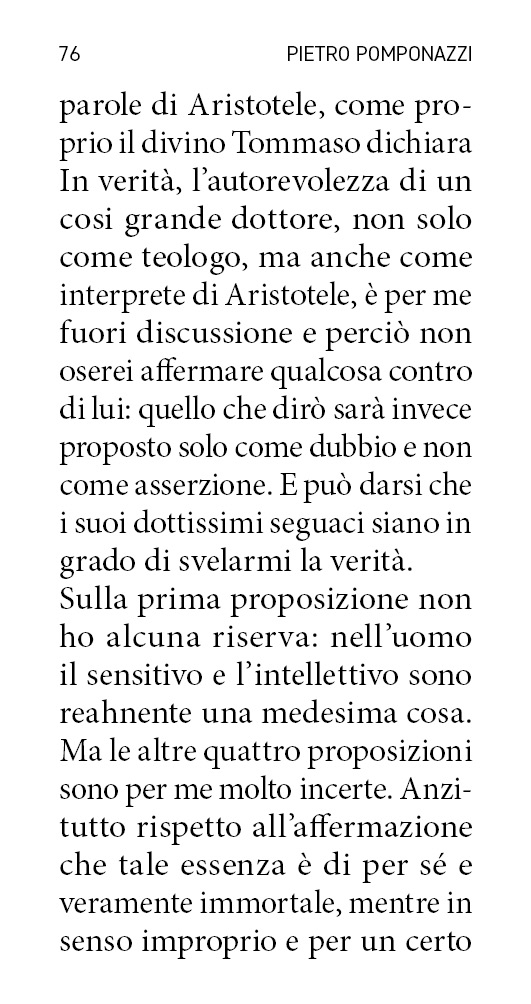 76 PIETRO POMPONAZZI
parole di Aristotele, come pro-
prio il divino Tommaso dichiara
In verità, l’autorevolezza di un
cosi grande dottore, non solo
come teologo, ma anche come
interprete di Aristotele, è per me
fuori discussione e perciò non
oserei affermare qualcosa contro
di lui: quello che dirò sarà invece
proposto solo come dubbio e non
come asserzione. E può darsi che
i suoi dottissimi seguaci siano in
grado di svelarmi la verità.
Sulla prima proposizione non
ho alcuna riserva: nell’uomo
il sensitivo e l’intellettivo sono
reahnente una medesima cosa.
Ma le altre quattro proposizioni
sono per me molto incerte. Anzi-
tutto rispetto all’affermazione
che tale essenza è di per sé e
veramente immortale, mentre in
senso improprio e per un certo